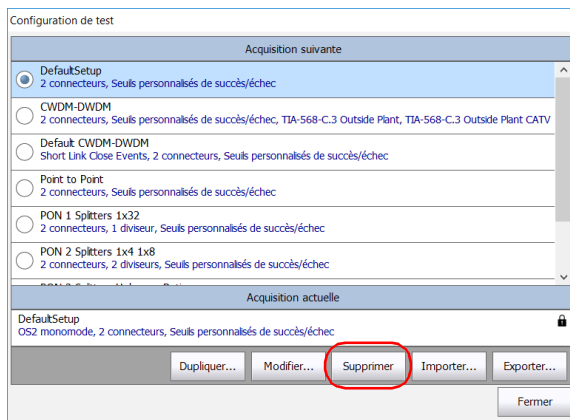 Configuration de test
Acquisition suivante
DefaultSetup
2 connecteurs, Seuils personnalisés de succès/échec
CWDM-DWDM
2 connecteurs, Seuils personnalisés de succès/échec, TIA-568-C.3 Outside Plant, TIA-568-C.3 Outside Plant CATV
Default CWDM-DWDM
Short Link Close Events, 2 connecteurs, Seuils personnalisés de succès/échec
Point to Point
2 connecteurs, Seuils personnalisés de succès/échec
PON 1 Splitters 1x32
2 connecteurs, 1 diviseur, Seuils personnalisés de succès/échec
PON 2 Splitters 1x4 1x8
2 connecteurs, 2 diviseurs, Seuils personnalisés de succès/échec
Acquisition actuelle
DefaultSetup
OS2 monomode, 2 connecteurs, Seuils personnalisés de succès/échec
Dupliquer... Modifier... Supprimer Importer... Exporter...
Fermer